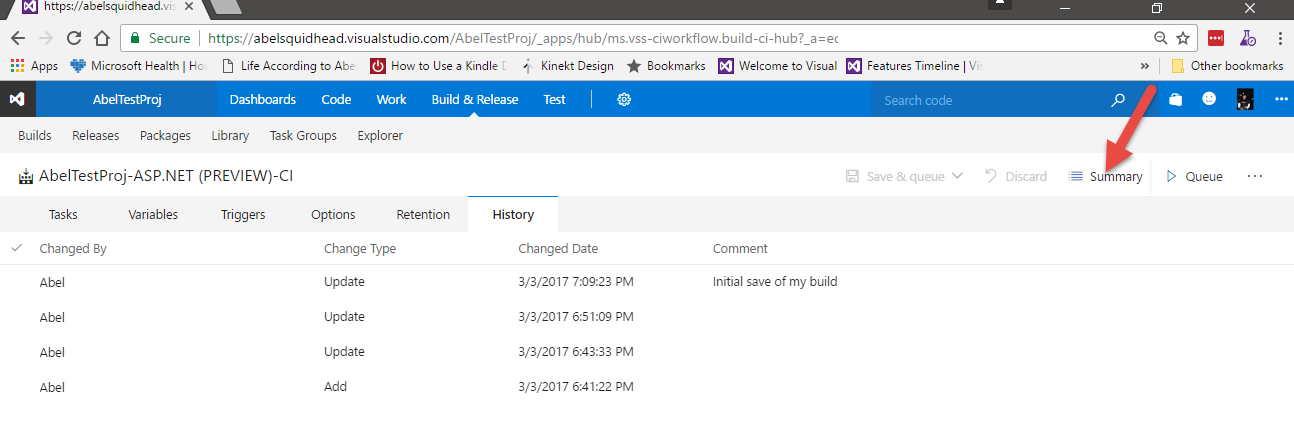 https://abelsquidhead.vis
Secure https://abelsquidhead.visualstudio.com/AbelTestProj/_apps/hub/ms.vss-ciworkflow.build-ci-hub?_a=ec
Apps Microsoft Health | Ho Life According to Abe How to Use a Kindle D Kinekt Design Bookmarks Welcome to Visual Features Timeline | Vis » Other bookmarks
AbelTestProj Dashboards Code Work Build & Release Test Search code
Builds Releases Packages Library Task Groups Explorer
AbelTestProj-ASP.NET (PREVIEW)-CI Save & queue Discard Summary Queue
Tasks Variables Triggers Options Retention History
Changed By Change Type Changed Date Comment
Abel Update 3/3/2017 7:09:23 PM Initial save of my build
Abel Update 3/3/2017 6:51:09 PM
Abel Update 3/3/2017 6:43:33 PM
Abel Add 3/3/2017 6:41:22 PM